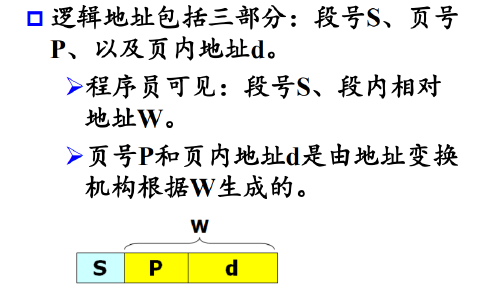 逻辑地址包括三部分：段号S、页号
P、以及页内地址d。
程序员可见：段号S、段内相对
地址W。
页号P和页内地址d是由地址变换
机构根据W生成的。
W
S P d